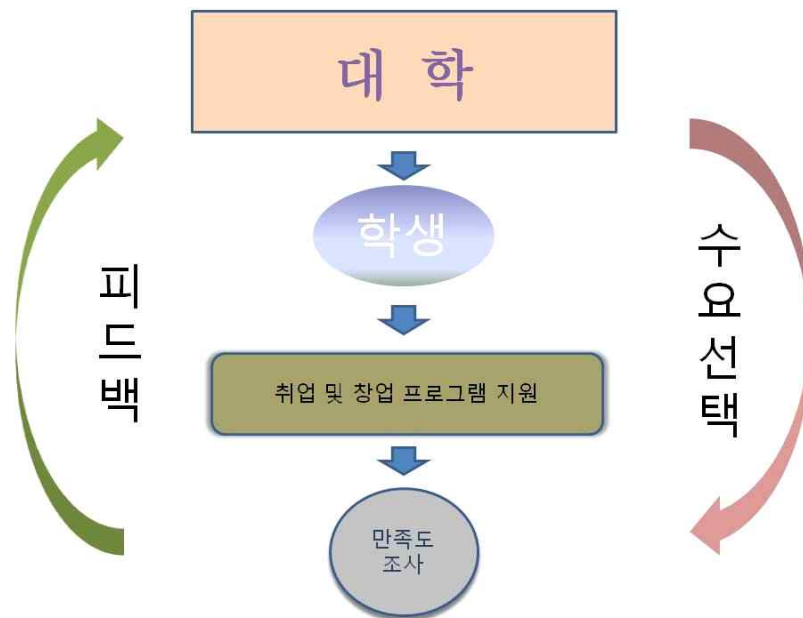 대 학
학생
피드백
수요선택
취업 및 창업 프로그램 지원
만족도
조사